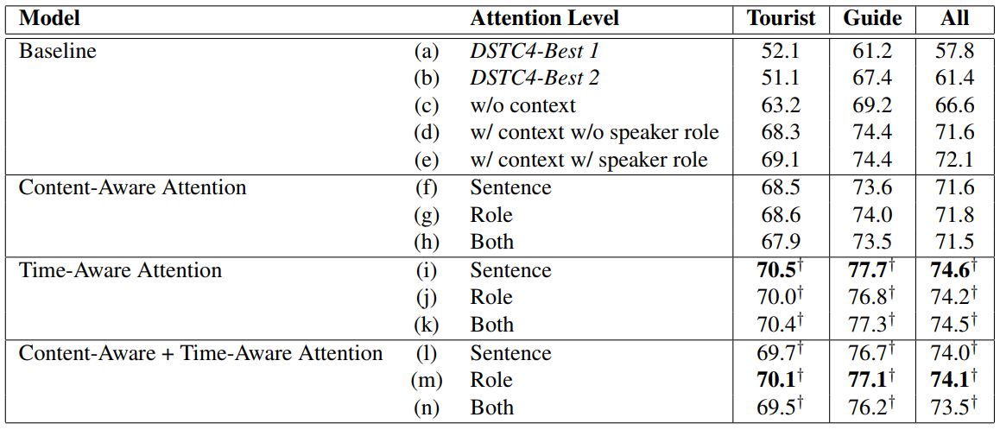 Model Attention Level Tourist Guide All
Baseline (a) DSTC4-Best 1 52.1 61.2 57.8
(b) DSTC4-Best 2 51.1 67.4 61.4
(c) w/o context 63.2 69.2 66.6
(d) w/ context w/o speaker role 68.3 74.4 71.6
(e) w/ context w/ speaker role 69.1 74.4 72.1
Content-Aware Attention (f) Sentence 68.5 73.6 71.6
(g) Role 68.6 74.0 71.8
(h) Both 67.9 73.5 71.5
Time-Aware Attention (i) Sentence 70.5† 77.7† 74.6†
(j) Role 70.0† 76.8† 74.2†
(k) Both 70.4† 77.3† 74.5†
Content-Aware + Time-Aware Attention (l) Sentence 69.7† 76.7† 74.0†
(m) Role 70.1† 77.1† 74.1†
(n) Both 69.5† 76.2† 73.5†